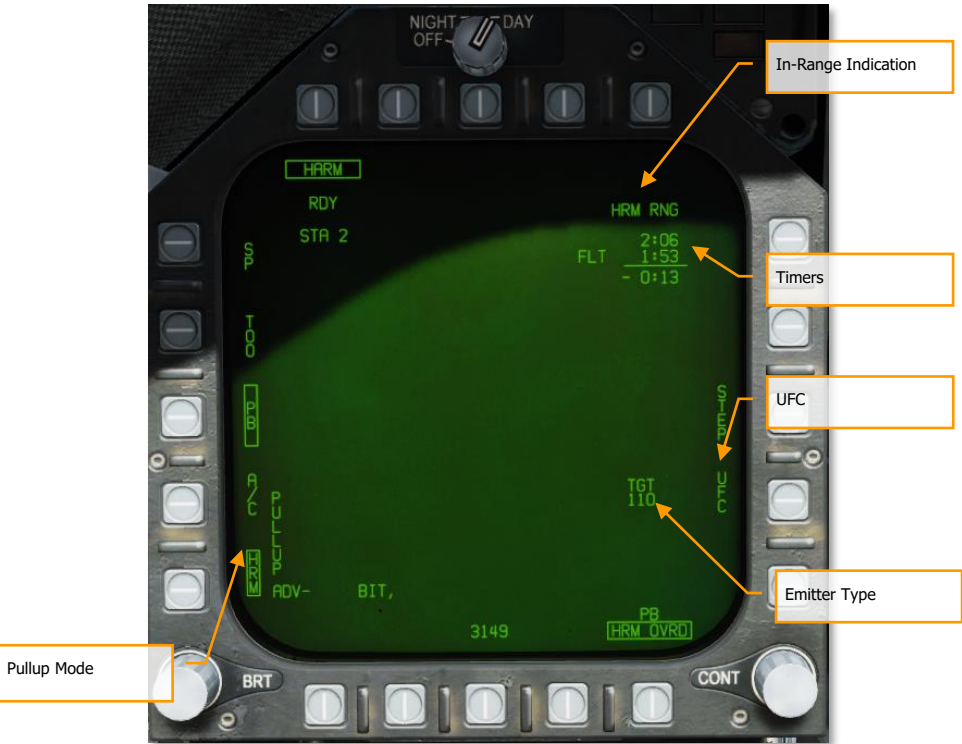 NIGHT DAY
OFF
In-Range Indication
HARM
RDY
HRM RNG
STA 2
2:06
FLT 1:53
- 0:13
SP
Timers
TOO
PB
STEP
UFC
A/C
PULLUP
TGT
110
UFC
HRM
ADV- BIT,
Emitter Type
PB
3149
HRM OVRD
Pullup Mode
BRT
CONT